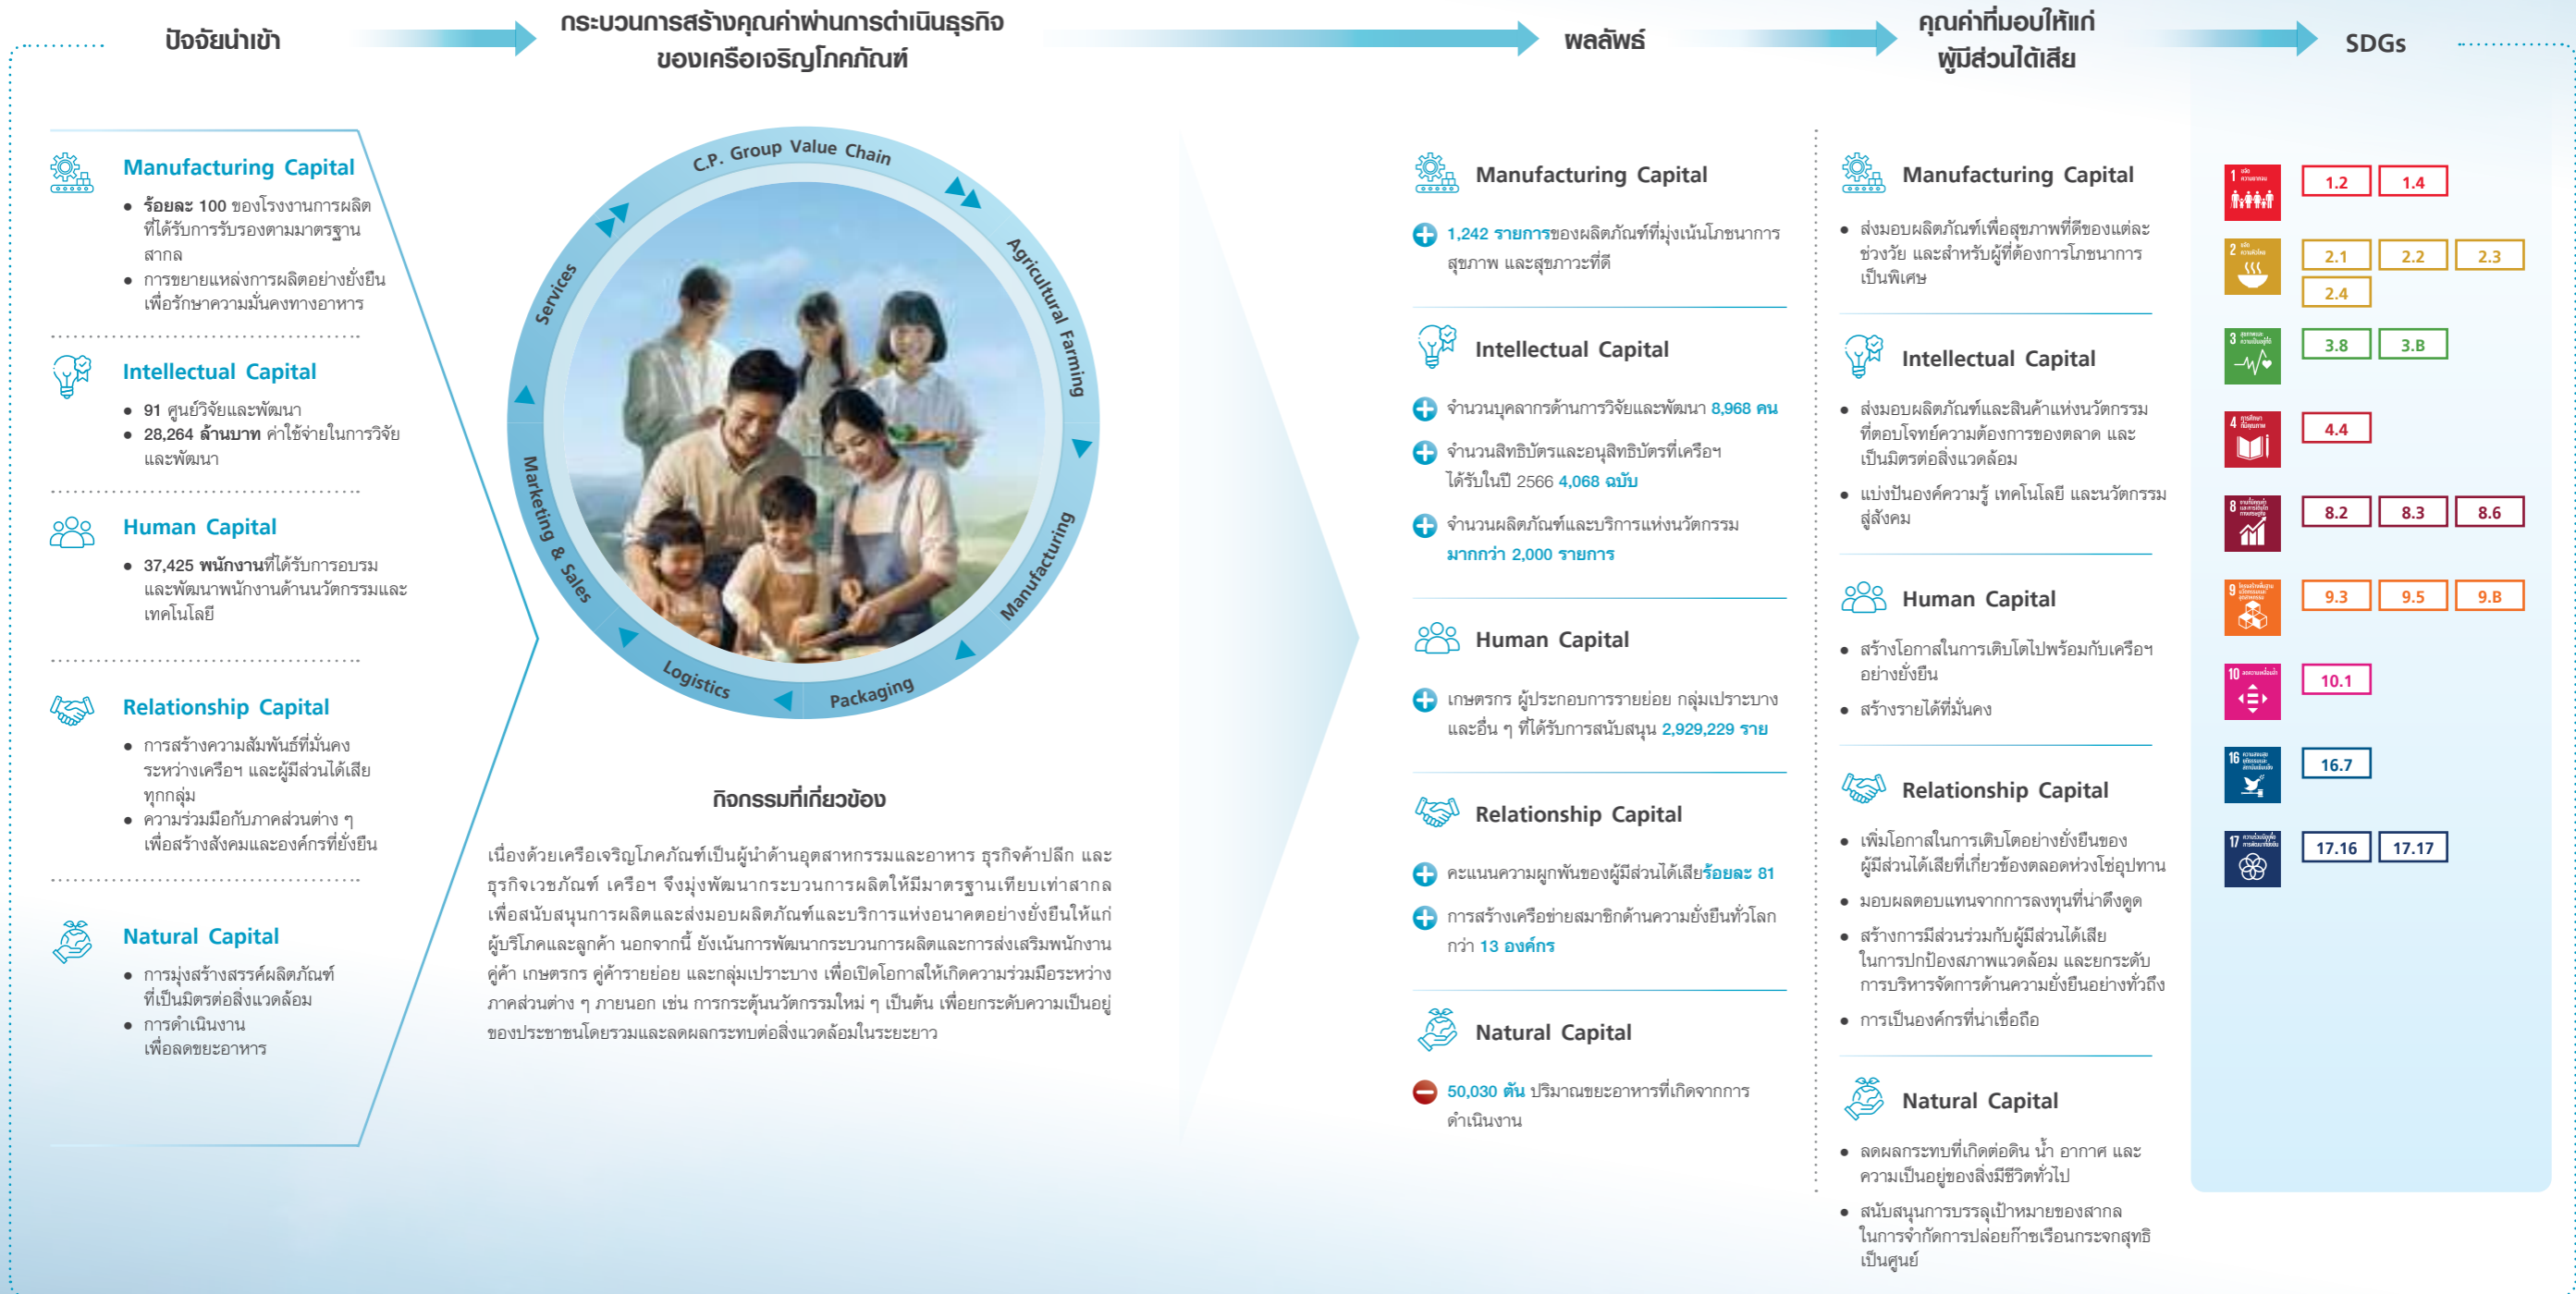 ปัจจัยนำเข้า
กระบวนการสร้างคุณค่าผ่านการดำเนินธุรกิจ
ของเครือเจริญโภคภัณฑ์
ผลลัพธ์
คุณค่าที่มอบให้แก่
ผู้มีส่วนได้เสีย
SDGs
Manufacturing Capital
● ร้อยละ 100 ของโรงงานการผลิต
ที่ได้รับการรับรองตามมาตรฐาน
สากล
● การขยายแหล่งการผลิตอย่างยั่งยืน
เพื่อรักษาความมั่นคงทางอาหาร
Intellectual Capital
● 91 ศูนย์วิจัยและพัฒนา
● 28,264 ล้านบาท ค่าใช้จ่ายในการวิจัย
และพัฒนา
Human Capital
● 37,425 พนักงานที่ได้รับการอบรม
และพัฒนาพนักงานด้านนวัตกรรมและ
เทคโนโลยี
Relationship Capital
● การสร้างความสัมพันธ์ที่มั่นคง
ระหว่างเครือฯ และผู้มีส่วนได้เสีย
ทุกกลุ่ม
● ความร่วมมือกับภาคส่วนต่าง ๆ
เพื่อสร้างสังคมและองค์กรที่ยั่งยืน
Natural Capital
● การมุ่งสร้างสรรค์ผลิตภัณฑ์
ที่เป็นมิตรต่อสิ่งแวดล้อม
● การดำเนินงาน
เพื่อลดขยะอาหาร
C.P. Group Value Chain
Agricultural Farming
Manufacturing
Packaging
Logistics
Marketing & Sales
Services
กิจกรรมที่เกี่ยวข้อง
เนื่องด้วยเครือเจริญโภคภัณฑ์เป็นผู้นำด้านอุตสาหกรรมและอาหาร ธุรกิจค้าปลีก และ
ธุรกิจเวชภัณฑ์ เครือฯ จึงมุ่งพัฒนากระบวนการผลิตให้มีมาตรฐานเทียบเท่าสากล
เพื่อสนับสนุนการผลิตและส่งมอบผลิตภัณฑ์และบริการแห่งอนาคตอย่างยั่งยืนให้แก่
ผู้บริโภคและลูกค้า นอกจากนี้ ยังเน้นการพัฒนากระบวนการผลิตและการส่งเสริมพนักงาน
คู่ค้า เกษตรกร คู่ค้ารายย่อย และกลุ่มเปราะบาง เพื่อเปิดโอกาสให้เกิดความร่วมมือระหว่าง
ภาคส่วนต่าง ๆ ภายนอก เช่น การกระตุ้นนวัตกรรมใหม่ ๆ เป็นต้น เพื่อยกระดับความเป็นอยู่
ของประชาชนโดยรวมและลดผลกระทบต่อสิ่งแวดล้อมในระยะยาว
Manufacturing Capital
1,242 รายการของผลิตภัณฑ์ที่มุ่งเน้นโภชนาการ
สุขภาพ และสุขภาวะที่ดี
Intellectual Capital
จำนวนบุคลากรด้านการวิจัยและพัฒนา 8,968 คน
จำนวนสิทธิบัตรและอนุสิทธิบัตรที่เครือฯ
ได้รับในปี 2566 4,068 ฉบับ
จำนวนผลิตภัณฑ์และบริการแห่งนวัตกรรม
มากกว่า 2,000 รายการ
Human Capital
เกษตรกร ผู้ประกอบการรายย่อย กลุ่มเปราะบาง
และอื่น ๆ ที่ได้รับการสนับสนุน 2,929,229 ราย
Relationship Capital
คะแนนความผูกพันของผู้มีส่วนได้เสียร้อยละ 81
การสร้างเครือข่ายสมาชิกด้านความยั่งยืนทั่วโลก
กว่า 13 องค์กร
Natural Capital
50,030 ตัน ปริมาณขยะอาหารที่เกิดจากการ
ดำเนินงาน
Manufacturing Capital
● ส่งมอบผลิตภัณฑ์เพื่อสุขภาพที่ดีของแต่ละ
ช่วงวัย และสำหรับผู้ที่ต้องการโภชนาการ
เป็นพิเศษ
Intellectual Capital
● ส่งมอบผลิตภัณฑ์และสินค้าแห่งนวัตกรรม
ที่ตอบโจทย์ความต้องการของตลาด และ
เป็นมิตรต่อสิ่งแวดล้อม
● แบ่งปันองค์ความรู้ เทคโนโลยี และนวัตกรรม
สู่สังคม
Human Capital
● สร้างโอกาสในการเติบโตไปพร้อมกับเครือฯ
อย่างยั่งยืน
● สร้างรายได้ที่มั่นคง
Relationship Capital
● เพิ่มโอกาสในการเติบโตอย่างยั่งยืนของ
ผู้มีส่วนได้เสียที่เกี่ยวข้องตลอดห่วงโซ่อุปทาน
● มอบผลตอบแทนจากการลงทุนที่น่าดึงดูด
● สร้างการมีส่วนร่วมกับผู้มีส่วนได้เสีย
ในการปกป้องสภาพแวดล้อม และยกระดับ
การบริหารจัดการด้านความยั่งยืนอย่างทั่วถึง
● การเป็นองค์กรที่น่าเชื่อถือ
Natural Capital
● ลดผลกระทบที่เกิดต่อดิน น้ำ อากาศ และ
ความเป็นอยู่ของสิ่งมีชีวิตทั่วไป
● สนับสนุนการบรรลุเป้าหมายของสากล
ในการจำกัดการปล่อยก๊าซเรือนกระจกสุทธิ
เป็นศูนย์
1 ขจัด
ความยากจน
1.2 1.4
2 ขจัด
ความหิวโหย
2.1 2.2 2.3
2.4
3 สุขภาพและ
ความเป็นอยู่ที่ดี
3.8 3.B
4 การศึกษา
ที่มีคุณภาพ
4.4
8
8.2 8.3 8.6
9
9.3 9.5 9.B
10 ลดความเหลื่อมล้ำ
10.1
16
16.7
17
17.16 17.17